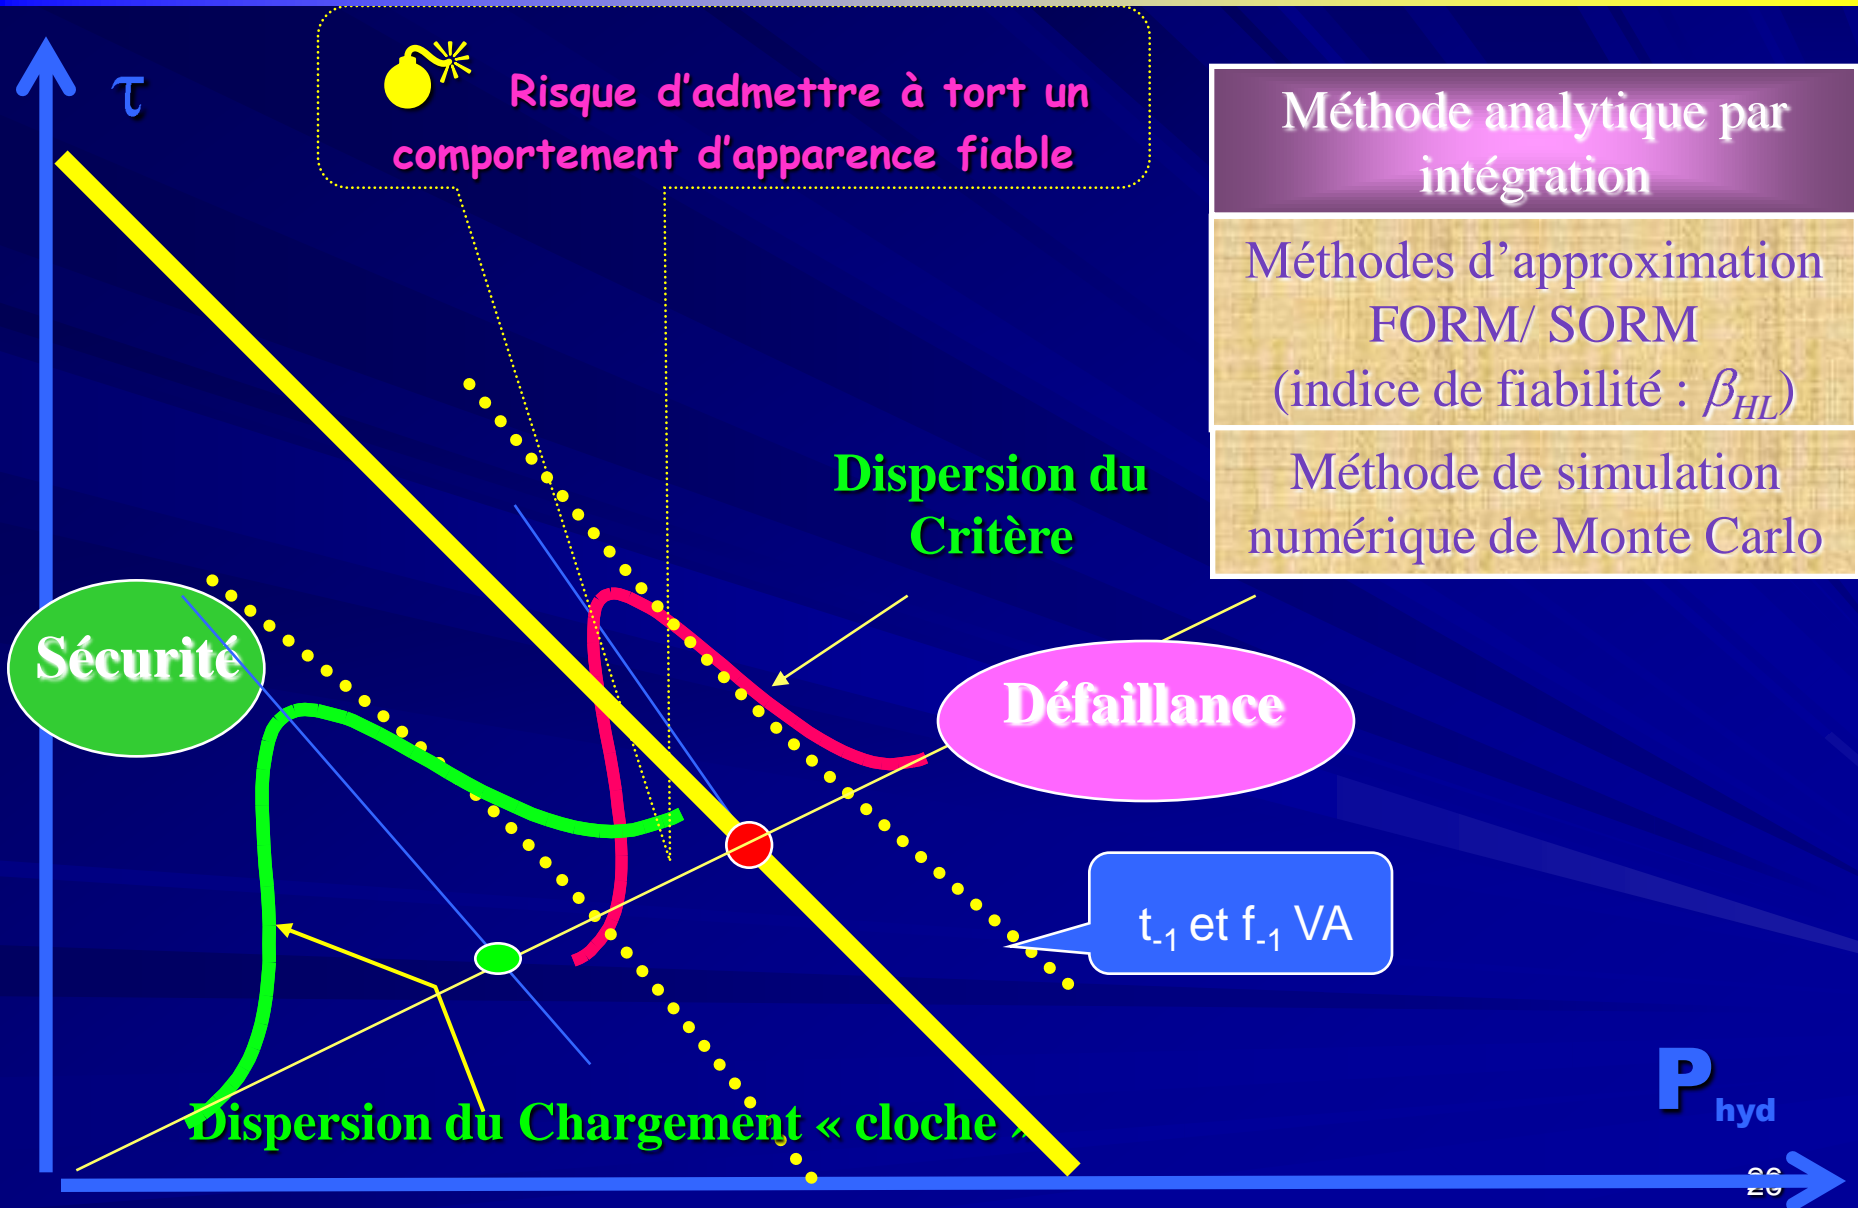 τ
Risque d'admettre à tort un
comportement d'apparence fiable
Méthode analytique par
intégration
Méthodes d’approximation
FORM/ SORM
(indice de fiabilité : βHL)
Méthode de simulation
numérique de Monte Carlo
Dispersion du
Critère
Sécurité
Défaillance
t-1 et f-1 VA
Phyd
Dispersion du Chargement « cloche »
26